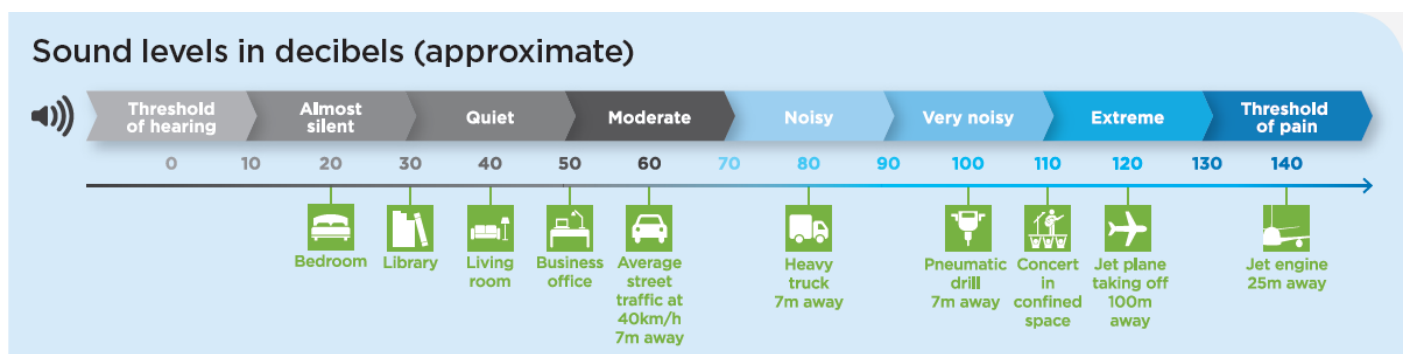 Sound levels in decibels (approximate)
Threshold
of hearing
Almost
silent
Quiet
Moderate
Noisy
Very noisy
Extreme
Threshold
of pain
0 10 20 30 40 50 60 70 80 90 100 110 120 130 140
Bedroom
Library
Living
room
Business
office
Average
street
traffic at
40km/h
7m away
Heavy
truck
7m away
Pneumatic
drill
7m away
Concert
in
confined
space
Jet plane
taking off
100m
away
Jet engine
25m away